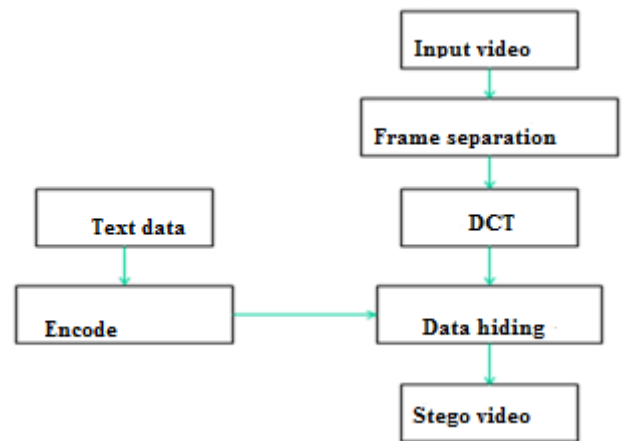 Input video
Frame separation
Text data
DCT
Encode
Data hiding
Stego video